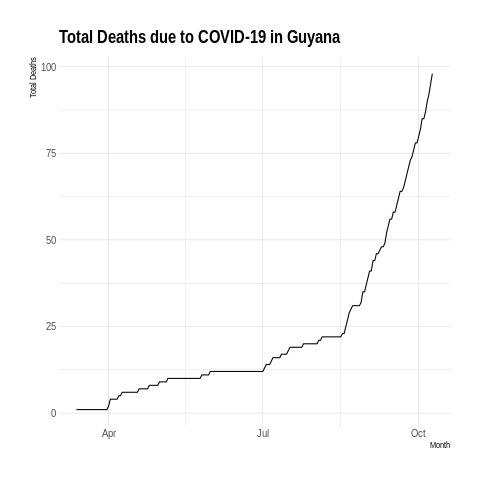 Total Deaths due to COVID-19 in Guyana
Total Deaths
100
75
50
25
0
Apr
Jul
Oct
Month